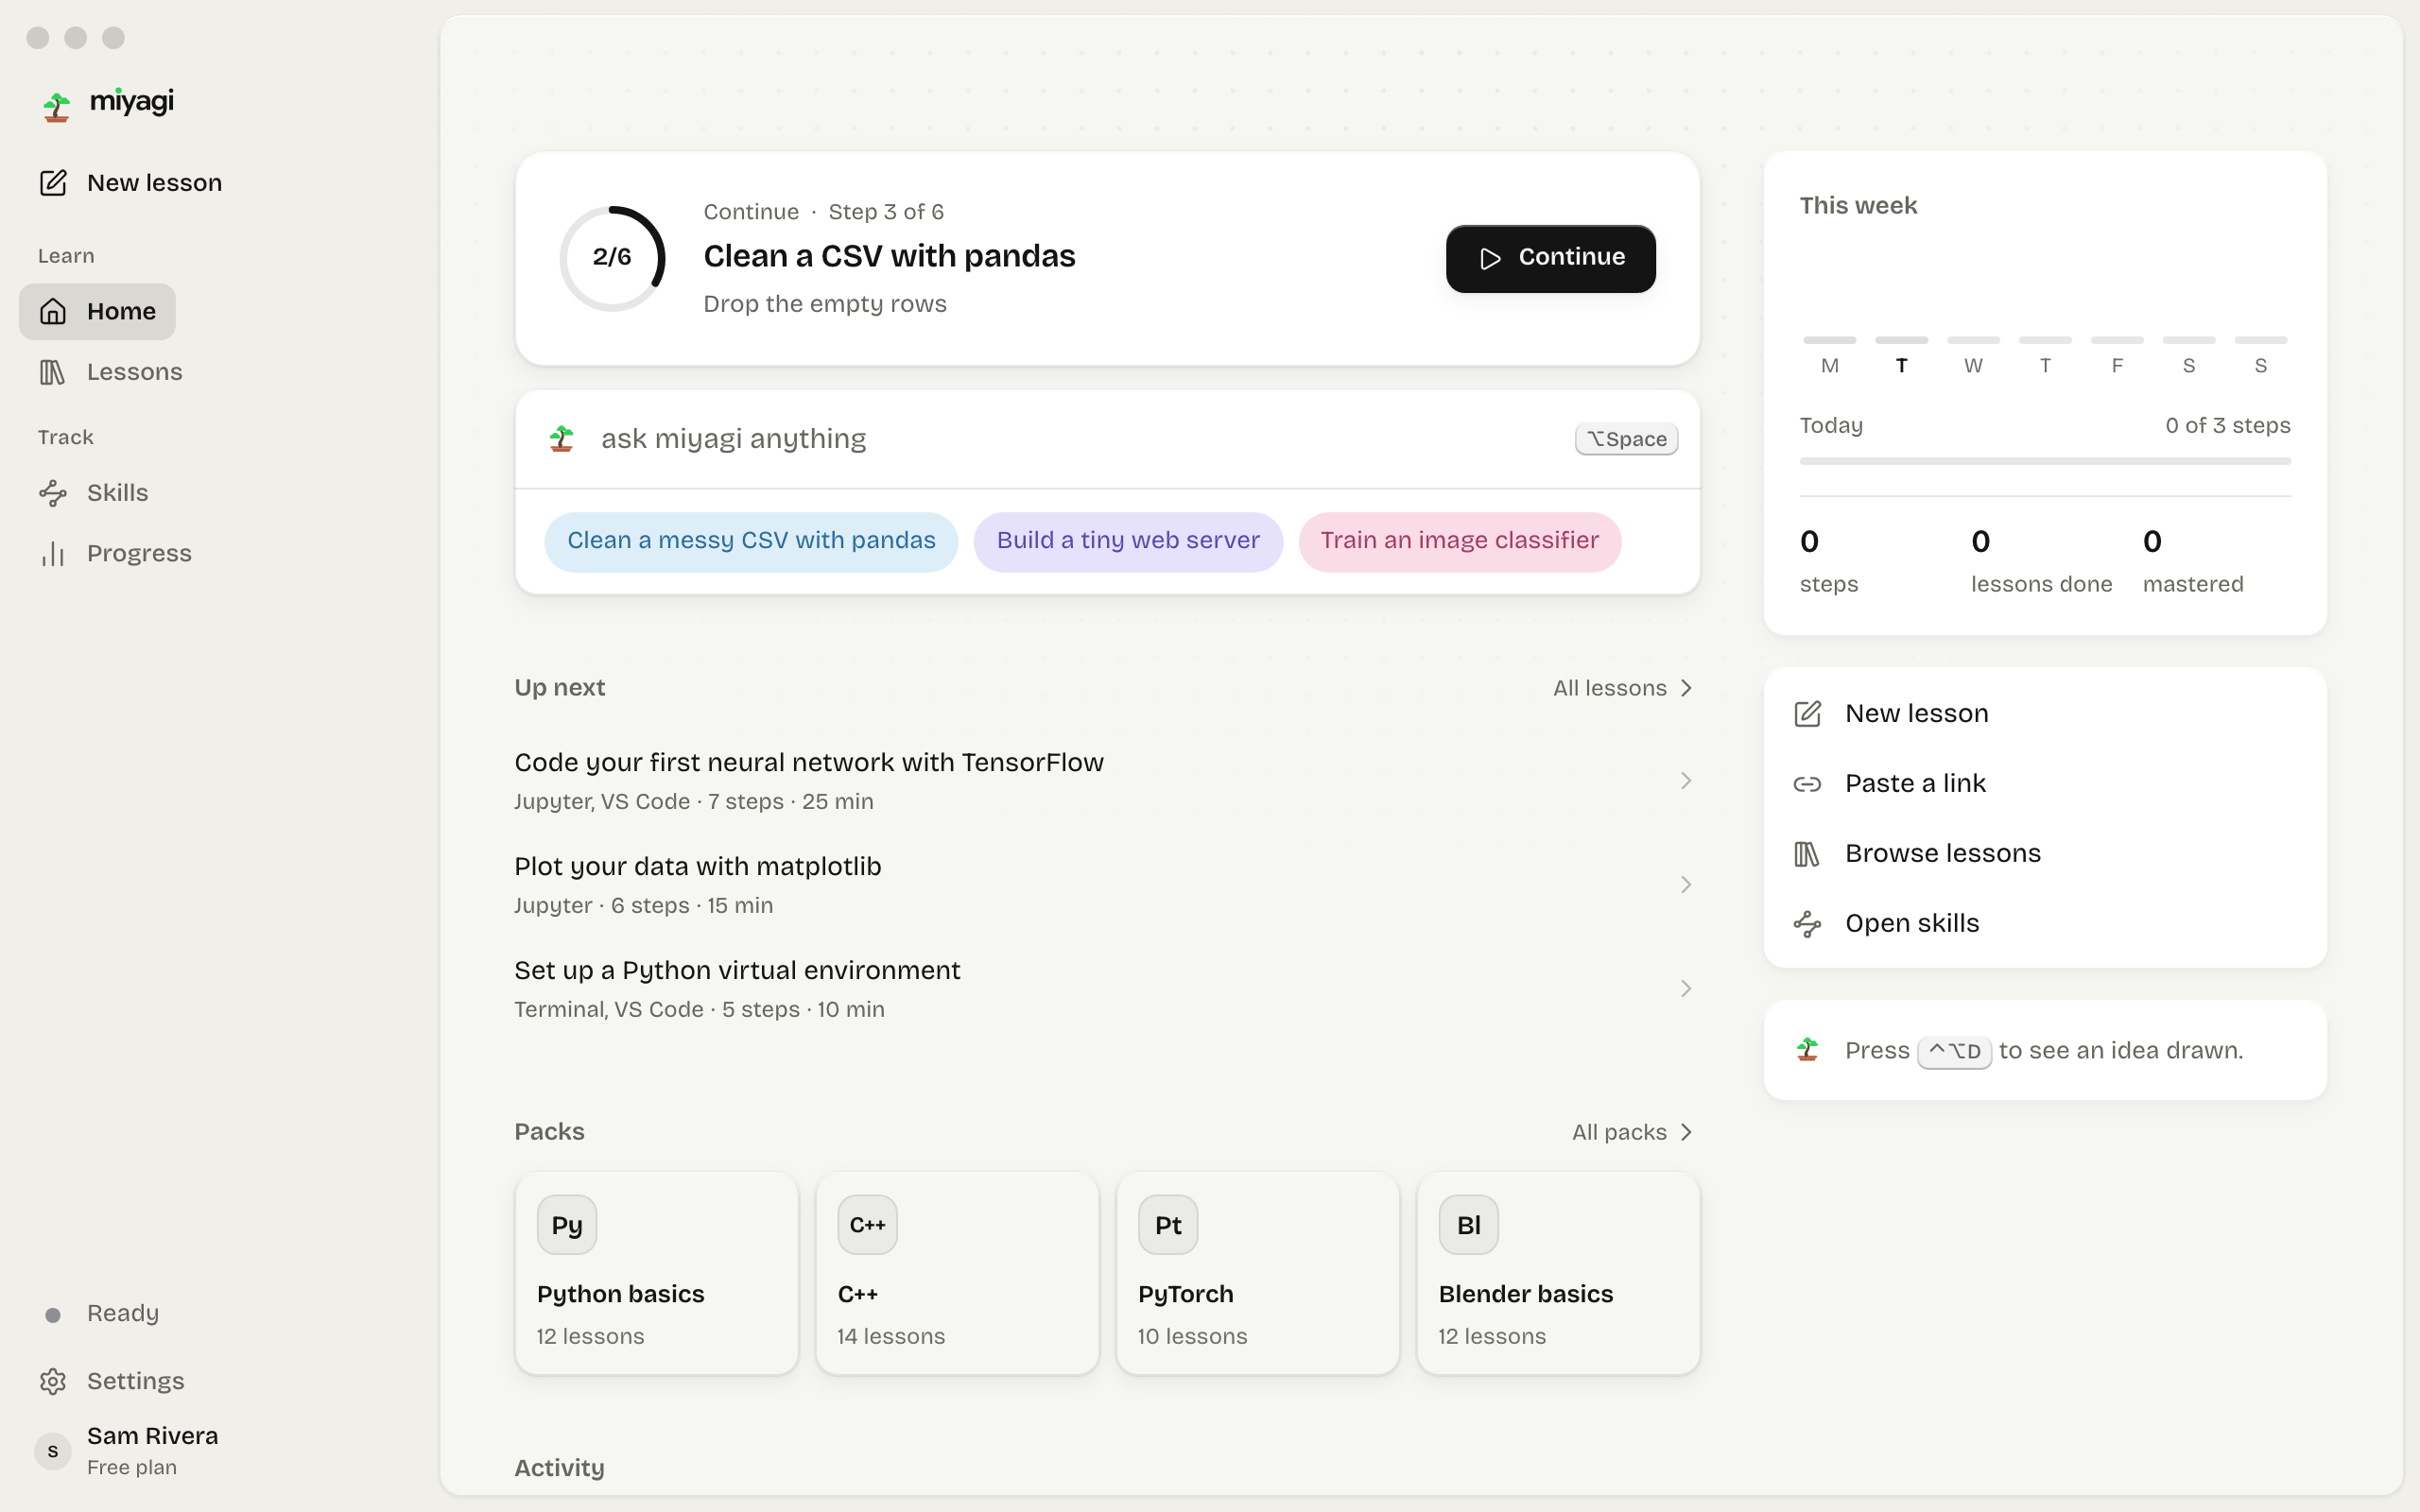 miyagi
New lesson
Learn
Home
Lessons
Track
Skills
Progress
Ready
Settings
S
Sam Rivera
Free plan
2/6
Continue · Step 3 of 6
Clean a CSV with pandas
Drop the empty rows
Continue
ask miyagi anything
⌥Space
Clean a messy CSV with pandas
Build a tiny web server
Train an image classifier
Up next
All lessons
Code your first neural network with TensorFlow
Jupyter, VS Code · 7 steps · 25 min
Plot your data with matplotlib
Jupyter · 6 steps · 15 min
Set up a Python virtual environment
Terminal, VS Code · 5 steps · 10 min
Packs
All packs
Py
Python basics
12 lessons
C++
C++
14 lessons
Pt
PyTorch
10 lessons
Bl
Blender basics
12 lessons
Activity
This week
M T W T F S S
Today 0 of 3 steps
0 0 0
steps lessons done mastered
New lesson
Paste a link
Browse lessons
Open skills
Press ^⌥D to see an idea drawn.